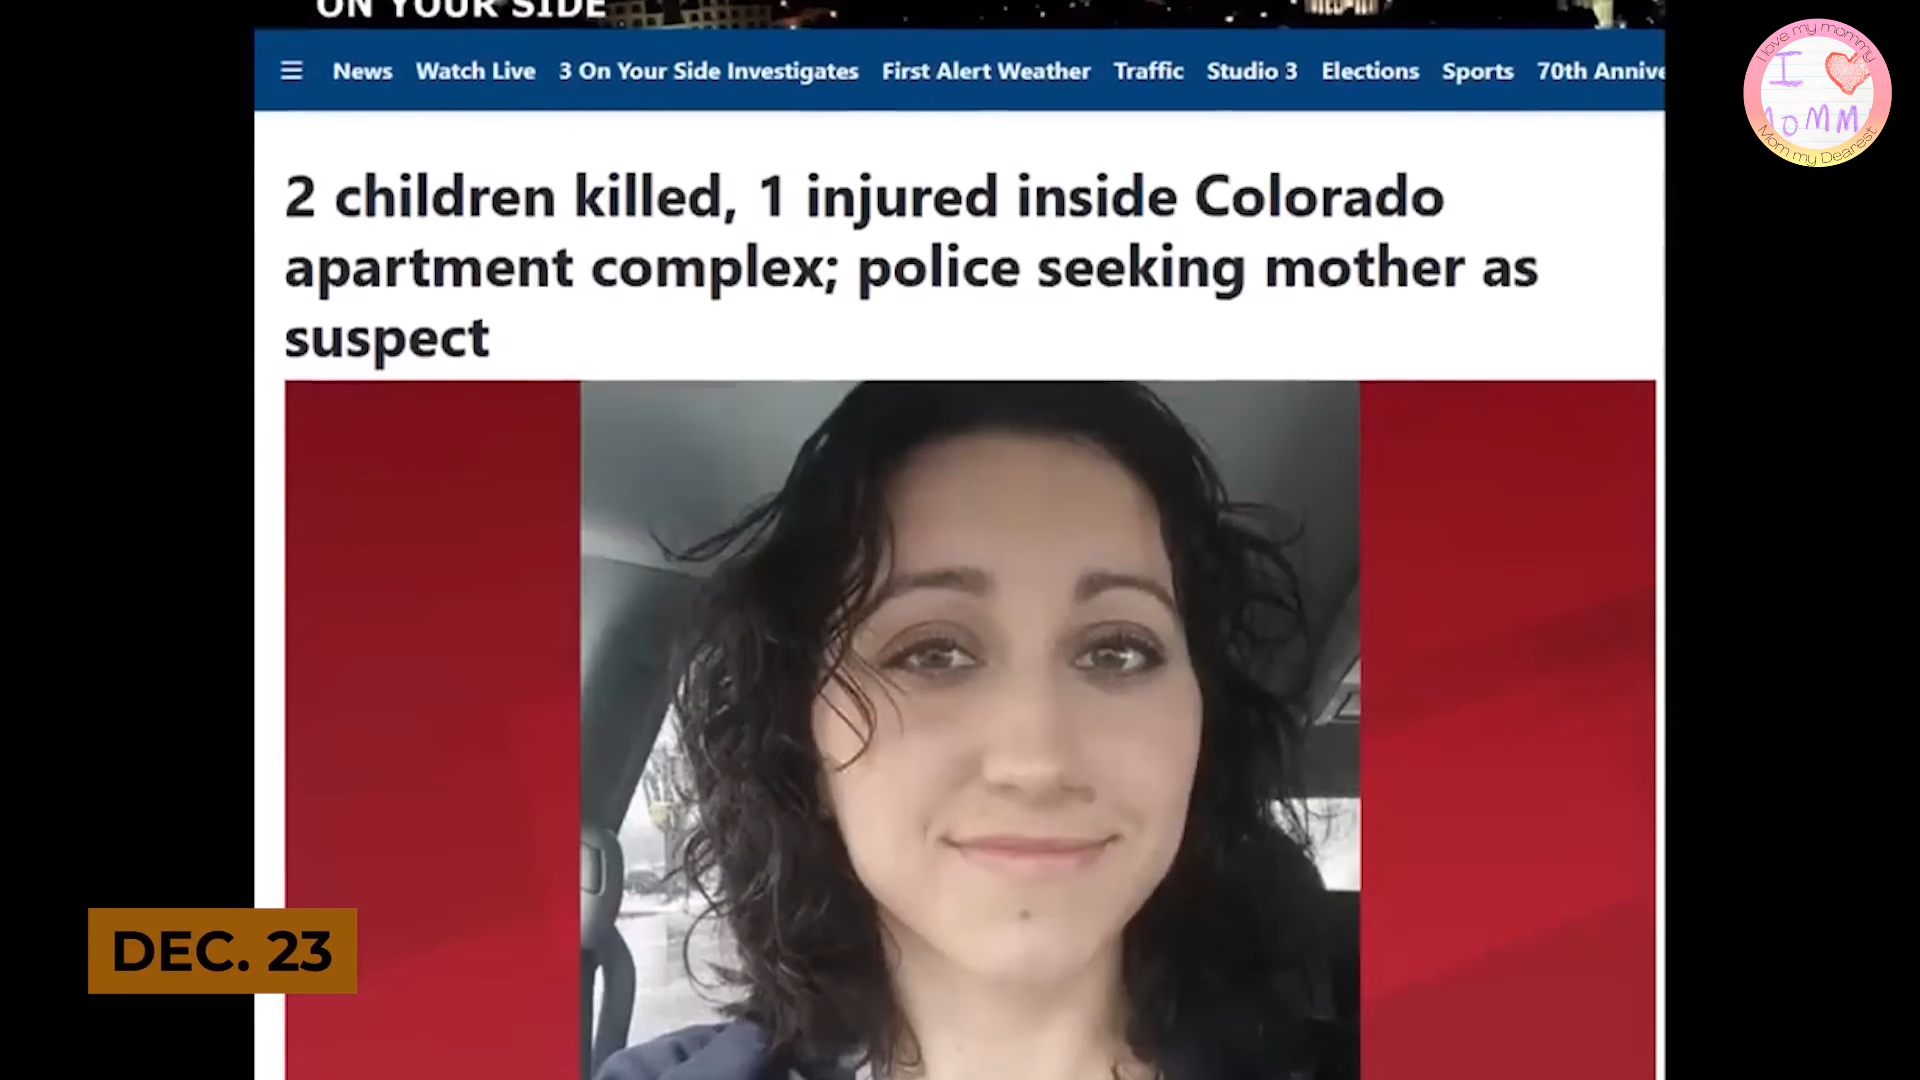 ON YOUR SIDE
News Watch Live 3 On Your Side Investigates First Alert Weather Traffic Studio 3 Elections Sports 70th Annive
I love my mommy
I
MOMM
Mom my Dearest
2 children killed, 1 injured inside Colorado
apartment complex; police seeking mother as
suspect
DEC. 23